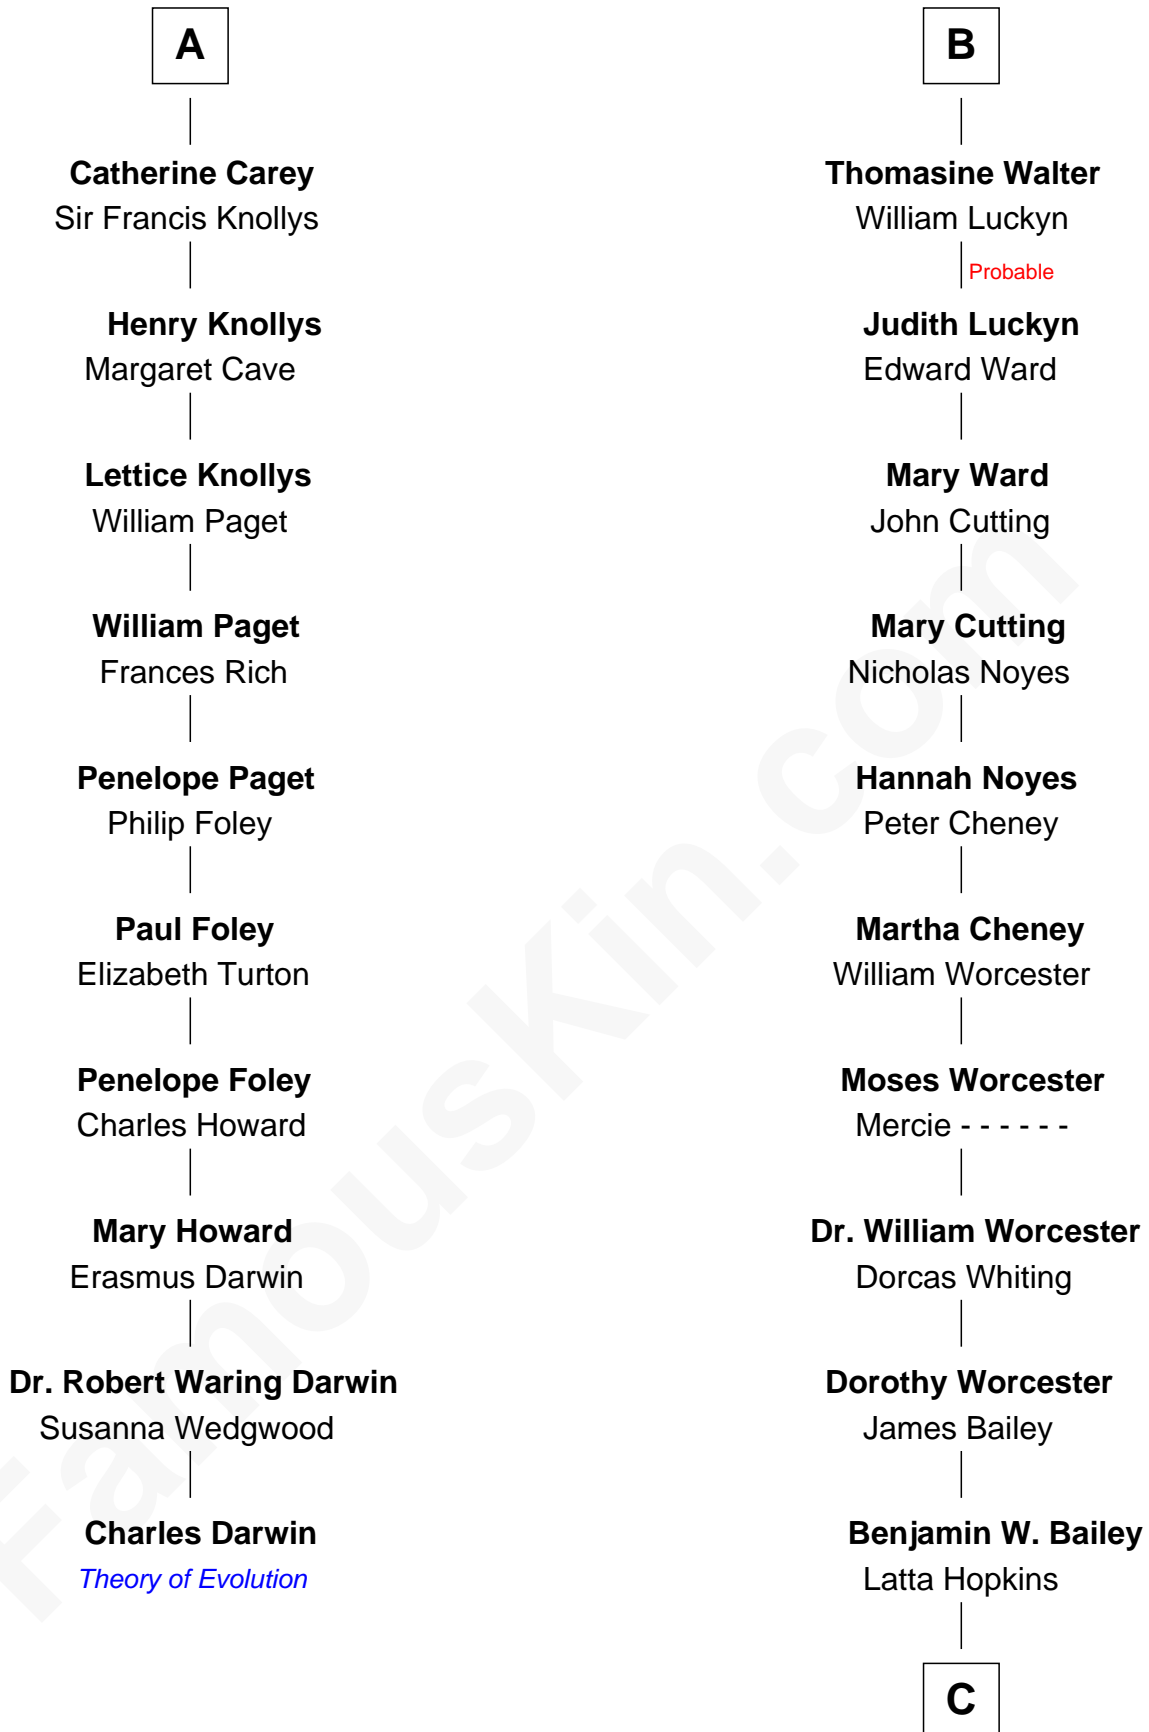 A
Catherine Carey
Sir Francis Knollys
Henry Knollys
Margaret Cave
Lettice Knollys
William Paget
William Paget
Frances Rich
Penelope Paget
Philip Foley
Paul Foley
Elizabeth Turton
Penelope Foley
Charles Howard
Mary Howard
Erasmus Darwin
Dr. Robert Waring Darwin
Susanna Wedgwood
Charles Darwin
Theory of Evolution
B
Thomasine Walter
William Luckyn
Probable
Judith Luckyn
Edward Ward
Mary Ward
John Cutting
Mary Cutting
Nicholas Noyes
Hannah Noyes
Peter Cheney
Martha Cheney
William Worcester
Moses Worcester
Mercie - - - - - -
Dr. William Worcester
Dorcas Whiting
Dorothy Worcester
James Bailey
Benjamin W. Bailey
Latta Hopkins
C
FamousKin.com